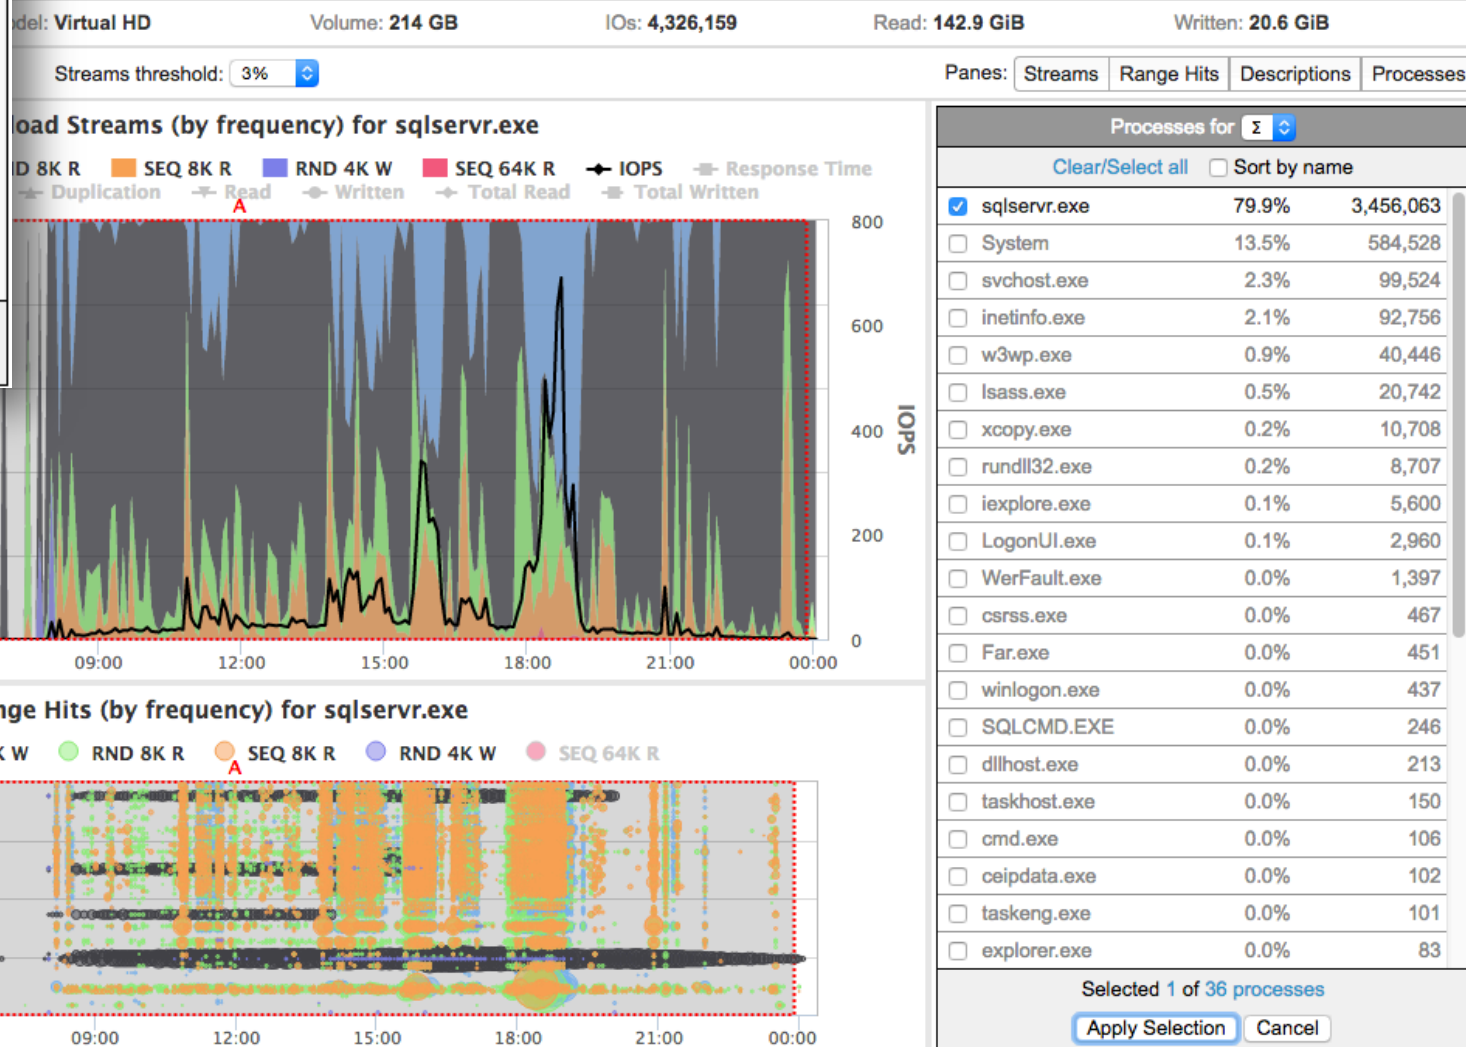 del: Virtual HD Volume: 214 GB IOs: 4,326,159 Read: 142.9 GiB Written: 20.6 GiB
Streams threshold: 3% Panes: Streams Range Hits Descriptions Processes
load Streams (by frequency) for sqlservr.exe
ID 8K R SEQ 8K R RND 4K W SEQ 64K R IOPS Response Time
Duplication Read Written Total Read Total Written
A
800
600
400
200
0
IOPS
09:00 12:00 15:00 18:00 21:00 00:00
nge Hits (by frequency) for sqlservr.exe
K W RND 8K R SEQ 8K R RND 4K W SEQ 64K R
A
09:00 12:00 15:00 18:00 21:00 00:00
Processes for Σ
Clear/Select all Sort by name
sqlservr.exe 79.9% 3,456,063
System 13.5% 584,528
svchost.exe 2.3% 99,524
inetinfo.exe 2.1% 92,756
w3wp.exe 0.9% 40,446
lsass.exe 0.5% 20,742
xcopy.exe 0.2% 10,708
rundll32.exe 0.2% 8,707
iexplore.exe 0.1% 5,600
LogonUI.exe 0.1% 2,960
WerFault.exe 0.0% 1,397
csrss.exe 0.0% 467
Far.exe 0.0% 451
winlogon.exe 0.0% 437
SQLCMD.EXE 0.0% 246
dllhost.exe 0.0% 213
taskhost.exe 0.0% 150
cmd.exe 0.0% 106
ceipdata.exe 0.0% 102
taskeng.exe 0.0% 101
explorer.exe 0.0% 83
Selected 1 of 36 processes
Apply Selection Cancel